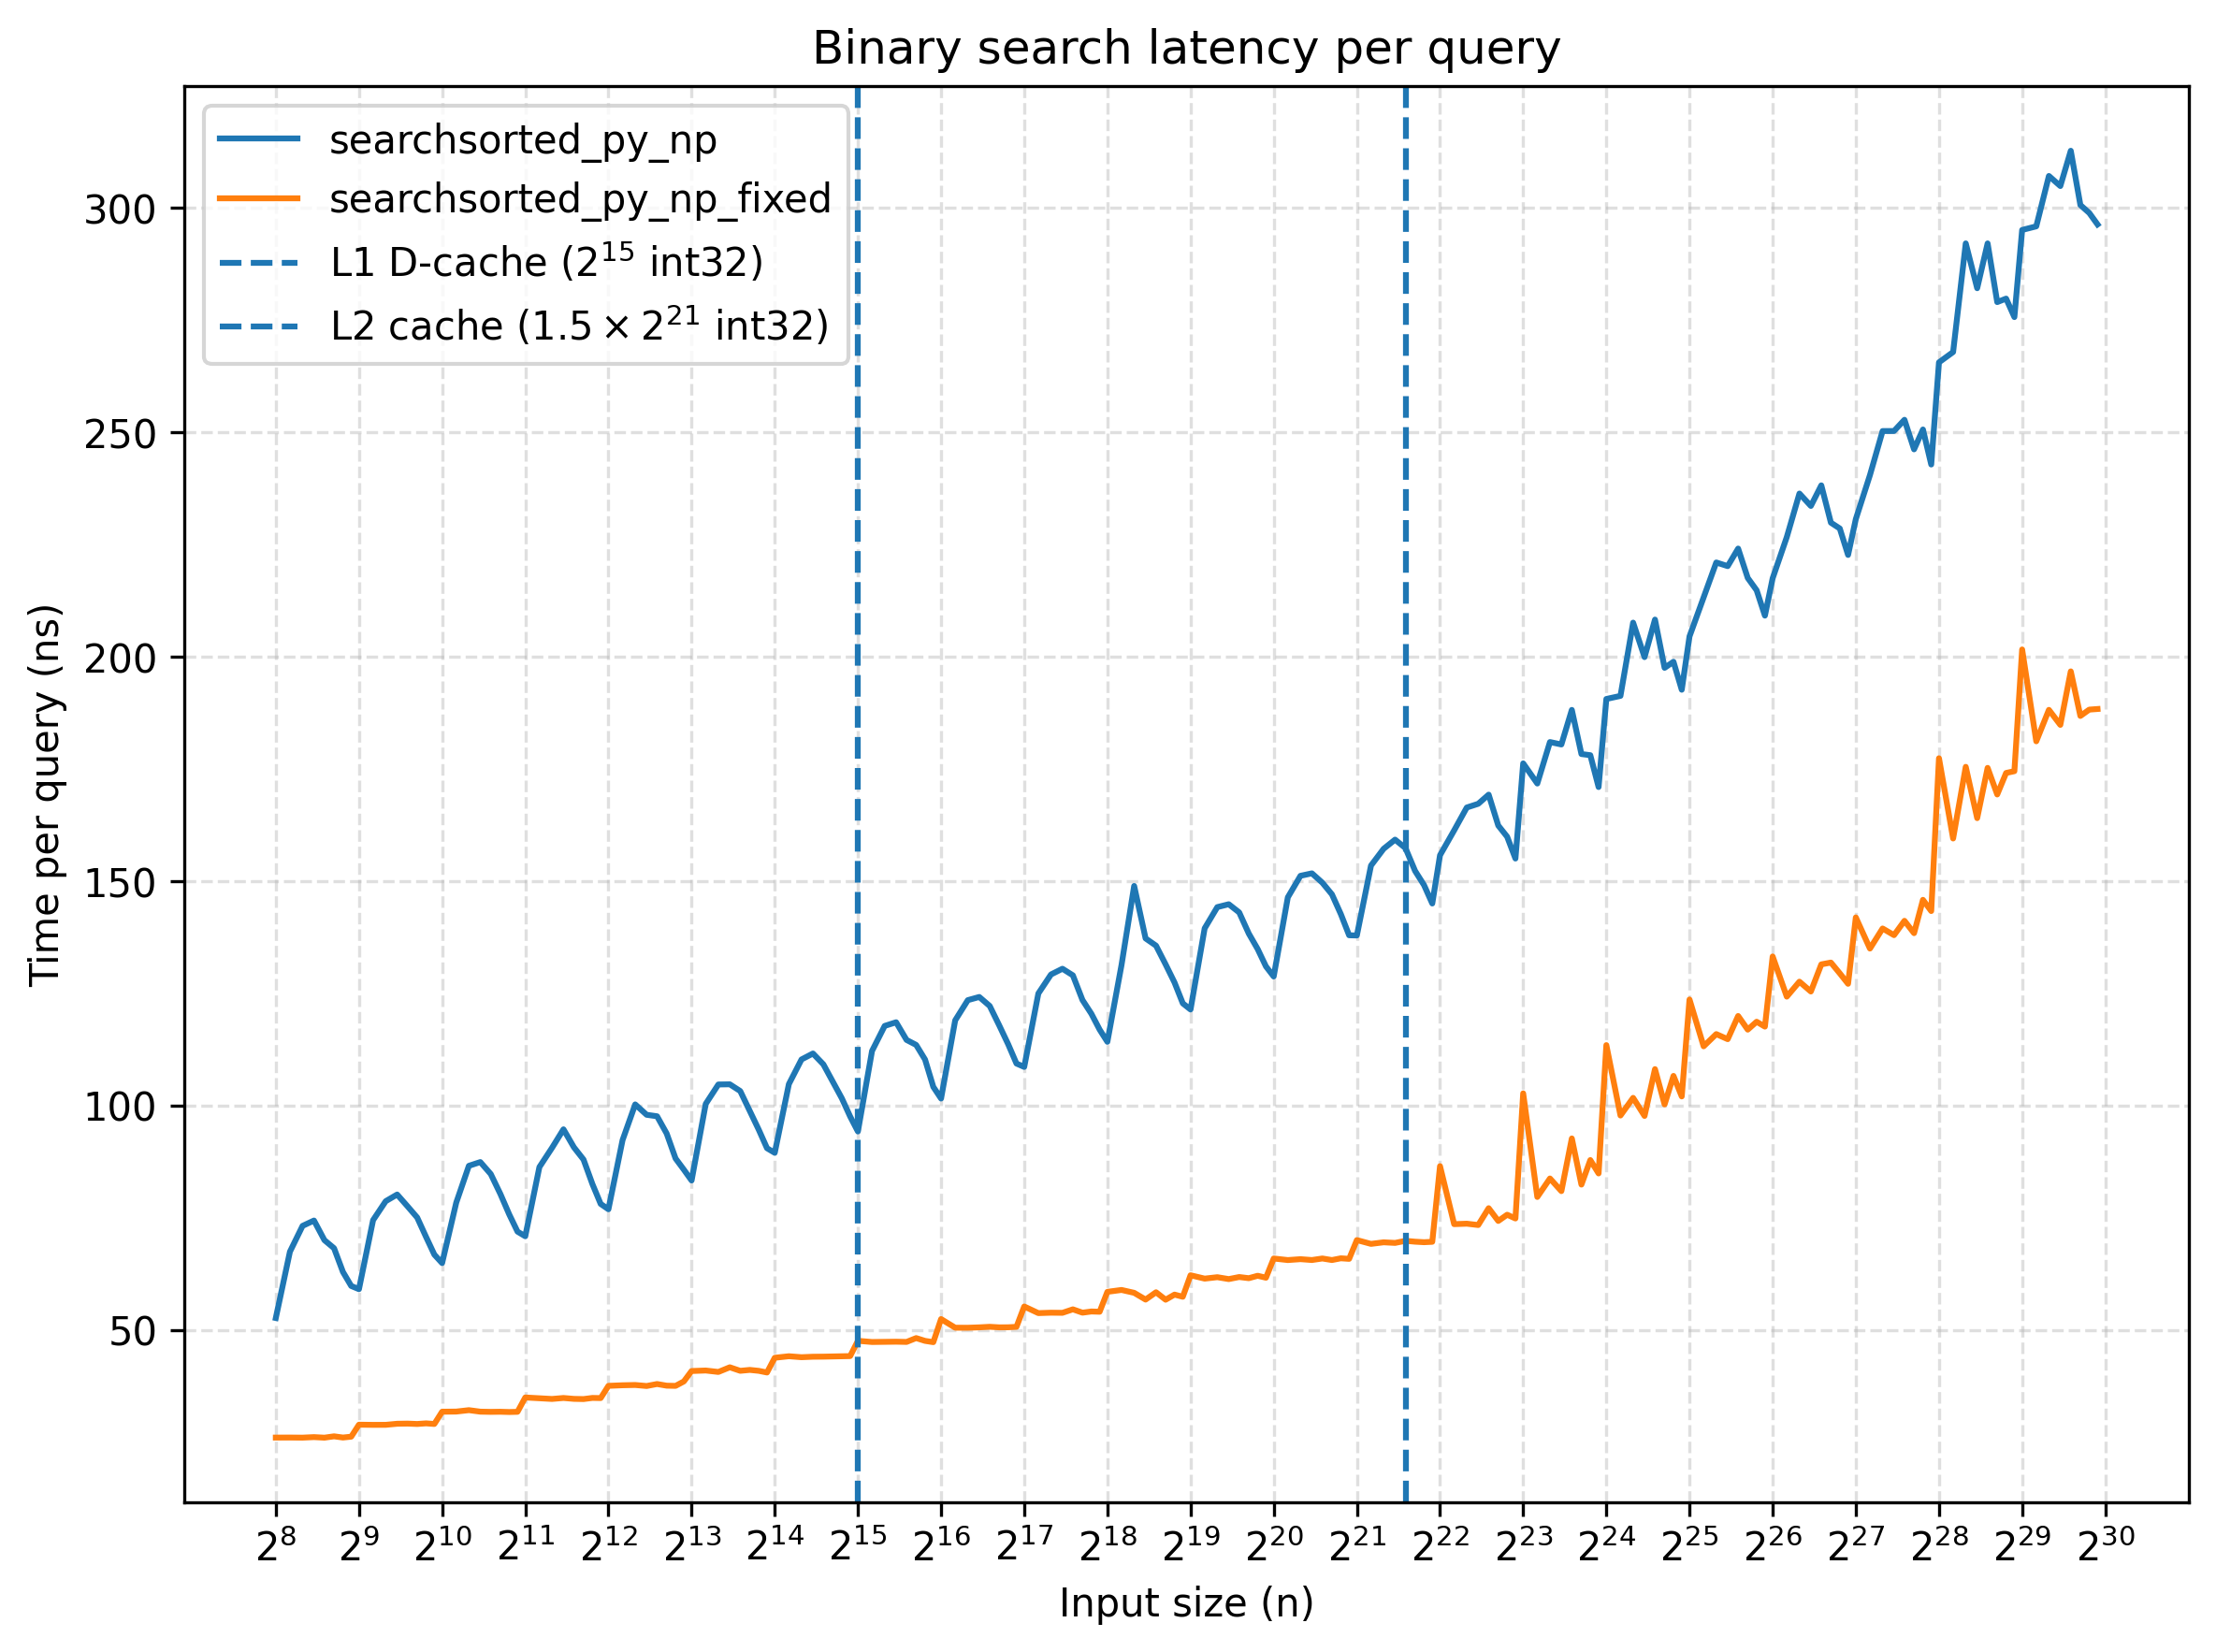 Binary search latency per query
searchsorted_py_np
searchsorted_py_np_fixed
L1 D-cache (2¹⁵ int32)
L2 cache (1.5 × 2²¹ int32)
Time per query (ns)
300
250
200
150
100
50
2⁸ 2⁹ 2¹⁰ 2¹¹ 2¹² 2¹³ 2¹⁴ 2¹⁵ 2¹⁶ 2¹⁷ 2¹⁸ 2¹⁹ 2²⁰ 2²¹ 2²² 2²³ 2²⁴ 2²⁵ 2²⁶ 2²⁷ 2²⁸ 2²⁹ 2³⁰
Input size (n)